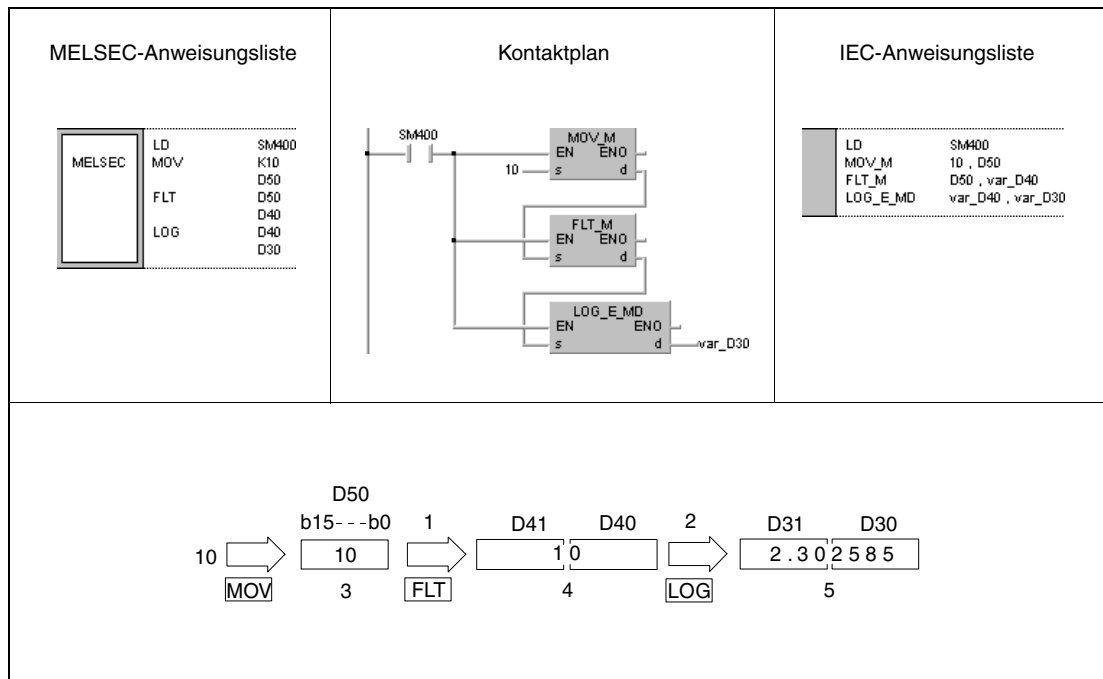 MELSEC-Anweisungsliste
Kontaktplan
IEC-Anweisungsliste
MELSEC
LD SM400
MOV K10
D50
FLT D50
D40
LOG D40
D30
SM400
MOV_M
EN ENO
10 s d
FLT_M
EN ENO
s d
LOG_E_MD
EN ENO
s d var_D30
LD SM400
MOV_M 10 , D50
FLT_M D50 , var_D40
LOG_E_MD var_D40 , var_D30
D50
b15---b0 1 D41 D40 2 D31 D30
10 10 10 2.302585
MOV 3 FLT 4 LOG 5